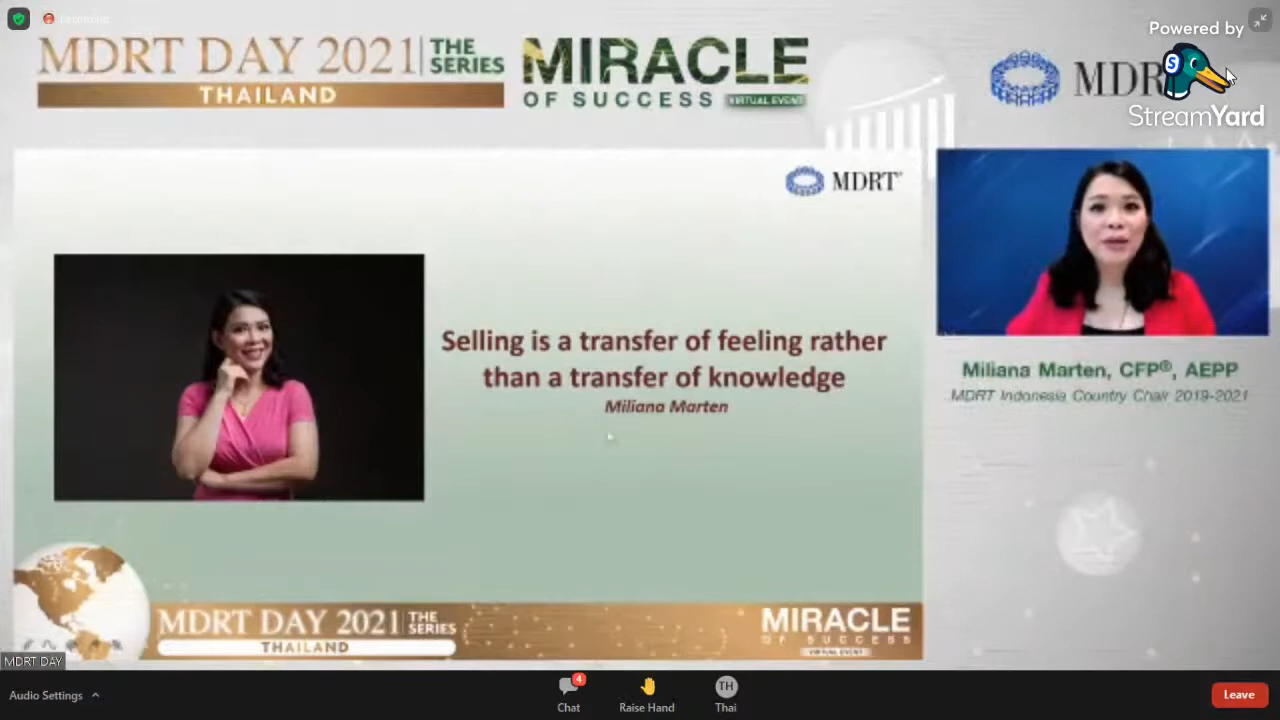 Recording
Powered by
StreamYard
MDRT DAY 2021 THE SERIES
THAILAND
MIRACLE
OF SUCCESS VIRTUAL EVENT
MDRT
Selling is a transfer of feeling rather
than a transfer of knowledge
Miliana Marten
Miliana Marten, CFP®, AEPP
MDRT Indonesia Country Chair 2019-2021
MDRT DAY 2021 THE SERIES
THAILAND
MIRACLE
OF SUCCESS
VIRTUAL EVENT
MDRT DAY
Audio Settings
4
Chat
Raise Hand
TH
Thai
Leave